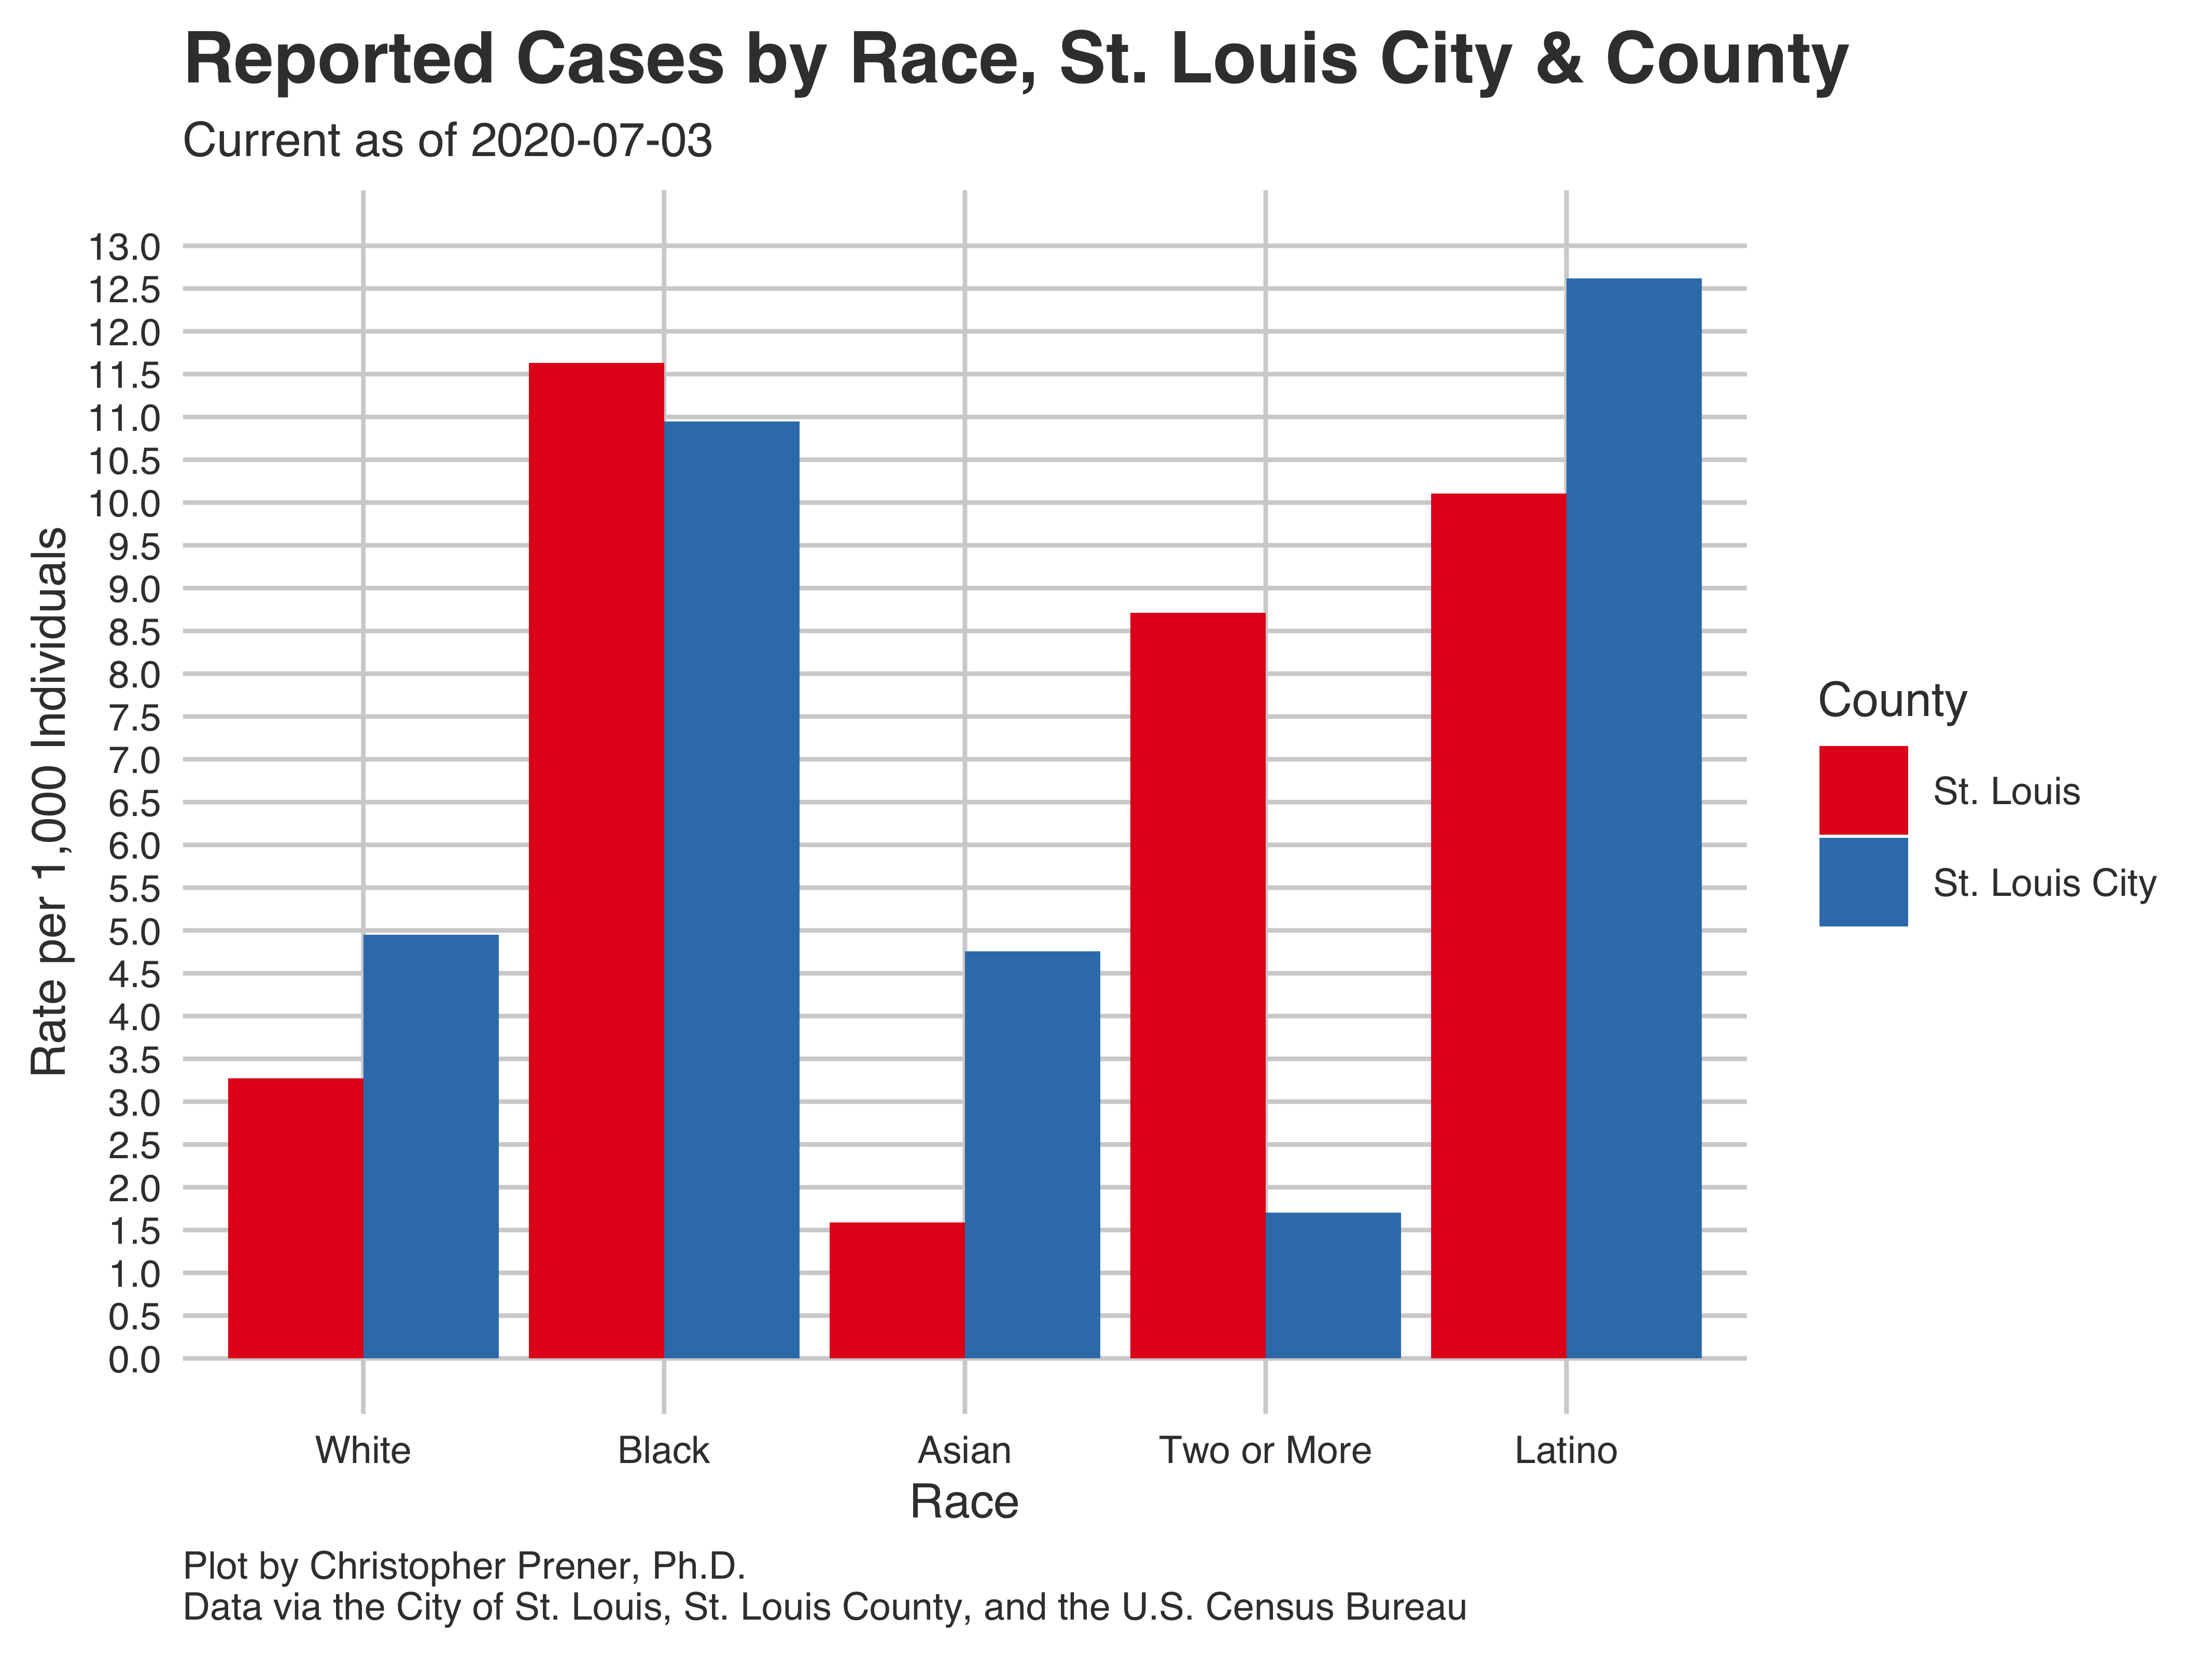 Reported Cases by Race, St. Louis City & County
Current as of 2020-07-03
13.0
12.5
12.0
11.5
11.0
10.5
10.0
9.5
9.0
8.5
8.0
7.5
7.0
6.5
6.0
5.5
5.0
4.5
4.0
3.5
3.0
2.5
2.0
1.5
1.0
0.5
0.0
Rate per 1,000 Individuals
White
Black
Asian
Two or More
Latino
Race
County
St. Louis
St. Louis City
Plot by Christopher Prener, Ph.D.
Data via the City of St. Louis, St. Louis County, and the U.S. Census Bureau